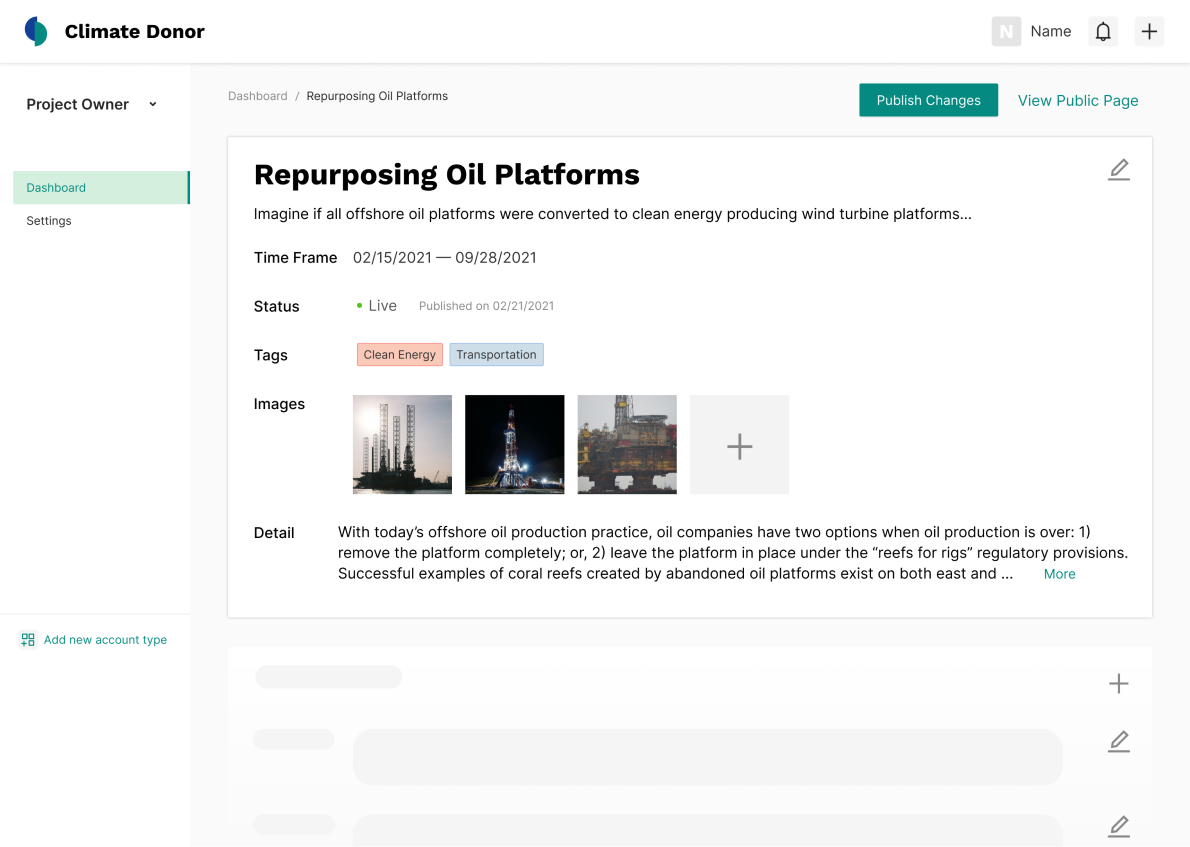 Climate Donor
N Name
Project Owner
Dashboard
Settings
Add new account type
Dashboard / Repurposing Oil Platforms
Publish Changes
View Public Page
Repurposing Oil Platforms
Imagine if all offshore oil platforms were converted to clean energy producing wind turbine platforms...
Time Frame 02/15/2021 — 09/28/2021
Status Live Published on 02/21/2021
Tags Clean Energy Transportation
Images
Detail With today’s offshore oil production practice, oil companies have two options when oil production is over: 1)
remove the platform completely; or, 2) leave the platform in place under the “reefs for rigs” regulatory provisions.
Successful examples of coral reefs created by abandoned oil platforms exist on both east and ... More